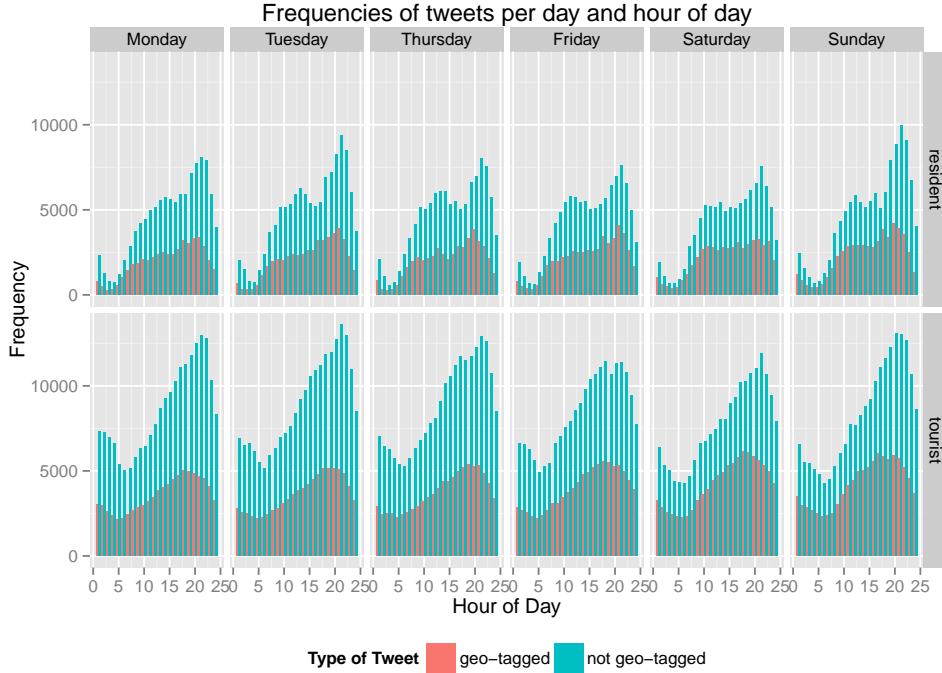 Frequencies of tweets per day and hour of day
Monday Tuesday Thursday Friday Saturday Sunday
10000
5000
0
resident
10000
5000
0
tourist
Frequency
0 5 10 15 20 25 0 5 10 15 20 25 0 5 10 15 20 25 0 5 10 15 20 25 0 5 10 15 20 25 0 5 10 15 20 25
Hour of Day
Type of Tweet geo-tagged not geo-tagged